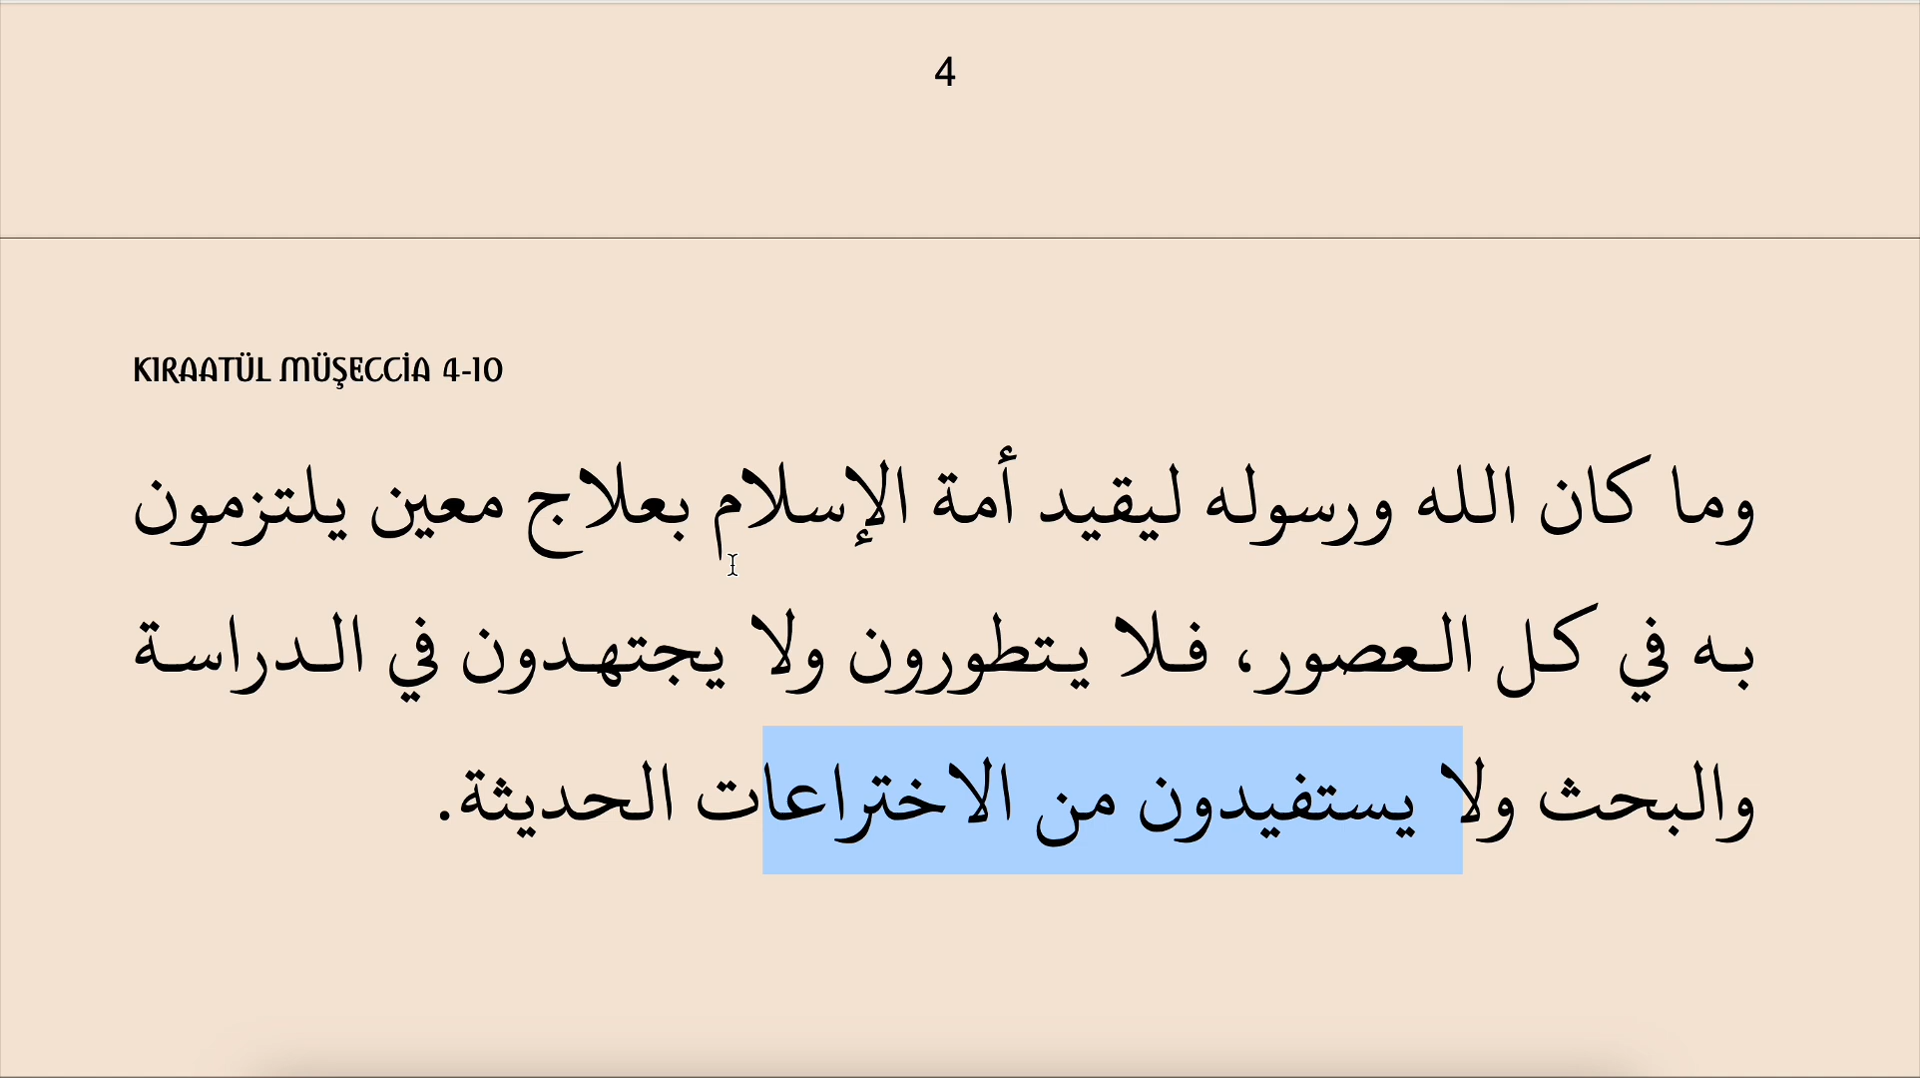 4
KIRAATÜL MÜŞECCİA 4-10
وما كان الله ورسوله ليقيد أمة الإسلام بعلاج معين يلتزمون
به في كل العصور، فلا يتطورون ولا يجتهدون في الدراسة
والبحث ولا يستفيدون من الاختراعات الحديثة.